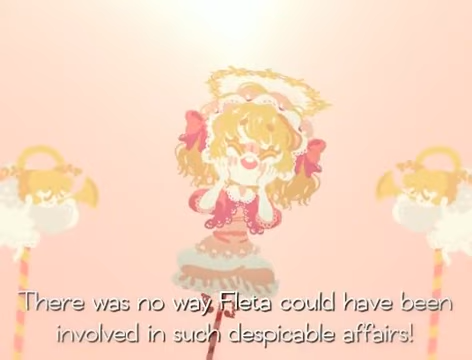 There was no way Fleta could have been
involved in such despicable affairs!